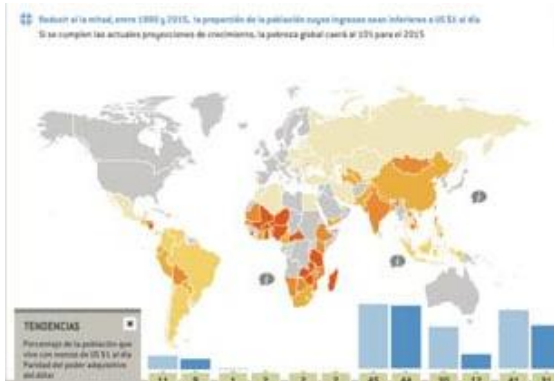 Reducir a la mitad, entre 1990 y 2015, la proporción de la población cuyos ingresos sean inferiores a US $1 al día
Si se cumplen las actuales proyecciones de crecimiento, la pobreza global caerá al 10% para el 2015
TENDENCIAS
Porcentaje de la población que
vive con menos de US $1 al día
Paridad del poder adquisitivo
del dólar